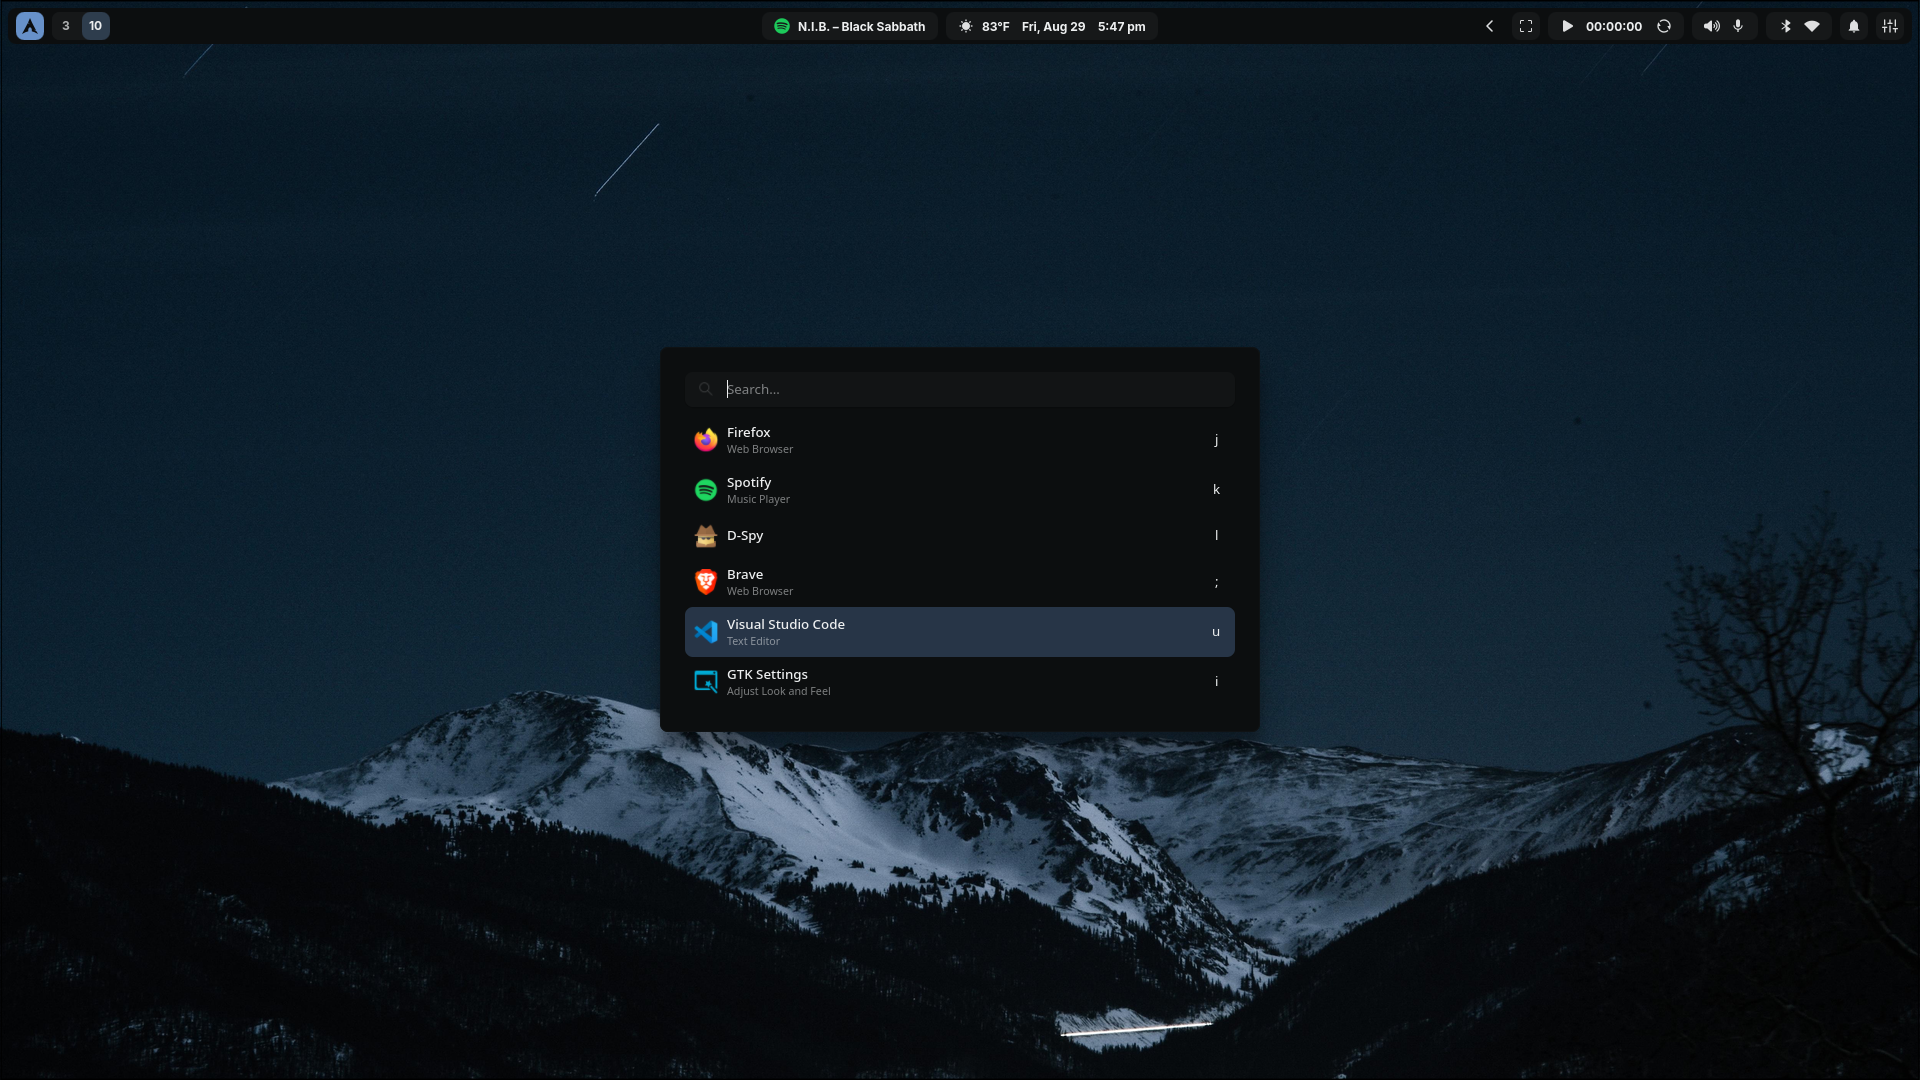 3
10
N.I.B. – Black Sabbath
83°F Fri, Aug 29 5:47 pm
00:00:00
Search...
Firefox
Web Browser
j
Spotify
Music Player
k
D-Spy
l
Brave
Web Browser
;
Visual Studio Code
Text Editor
u
GTK Settings
Adjust Look and Feel
i